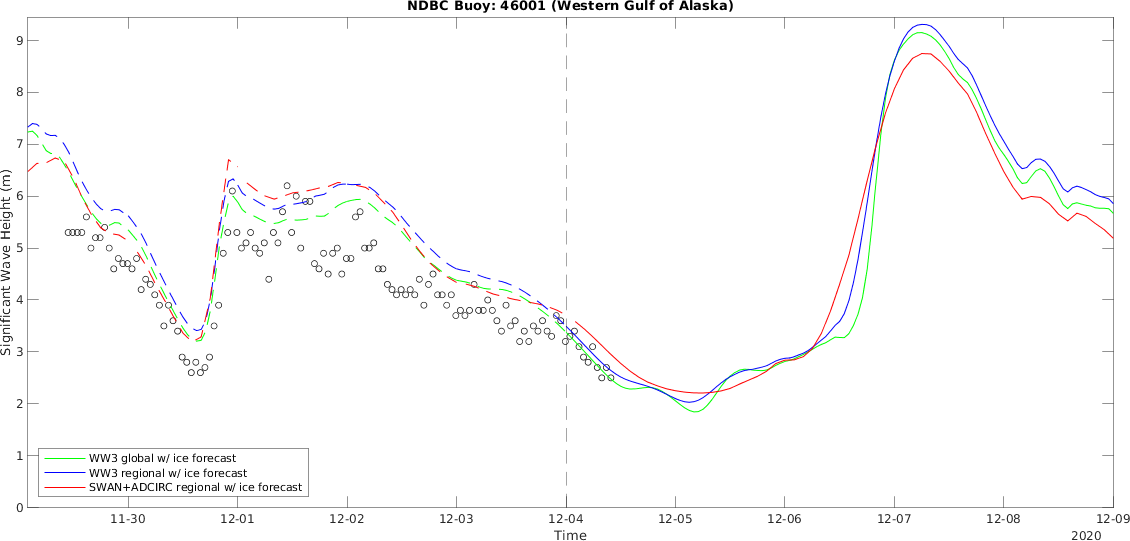 NDBC Buoy: 46001 (Western Gulf of Alaska)
Significant Wave Height (m)
9
8
7
6
5
4
3
2
1
0
WW3 global w/ ice forecast
WW3 regional w/ ice forecast
SWAN+ADCIRC regional w/ ice forecast
11-30 12-01 12-02 12-03 12-04 12-05 12-06 12-07 12-08 12-09
Time
2020